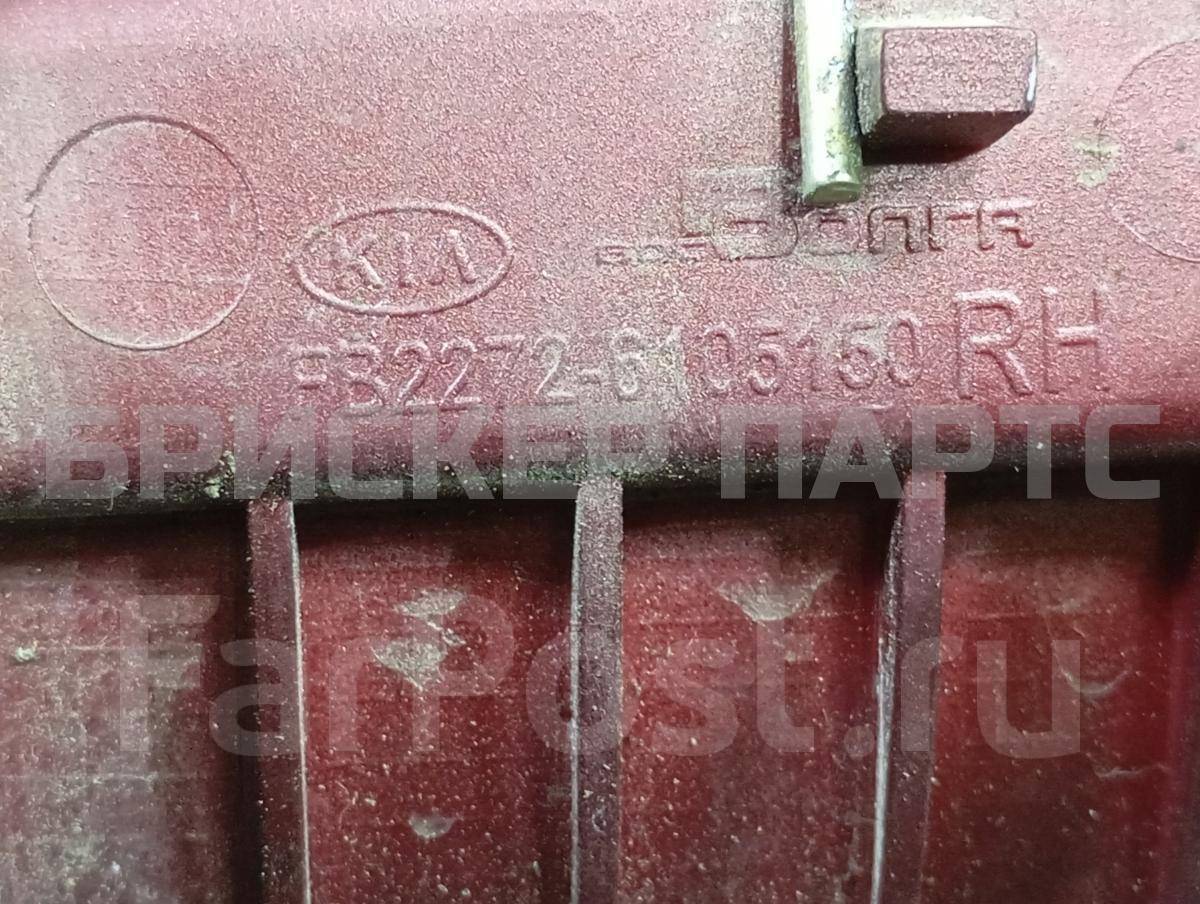 KIA
FB2272-6105150 RH
БРИСКЕР ПАРТС
FarPost.ru